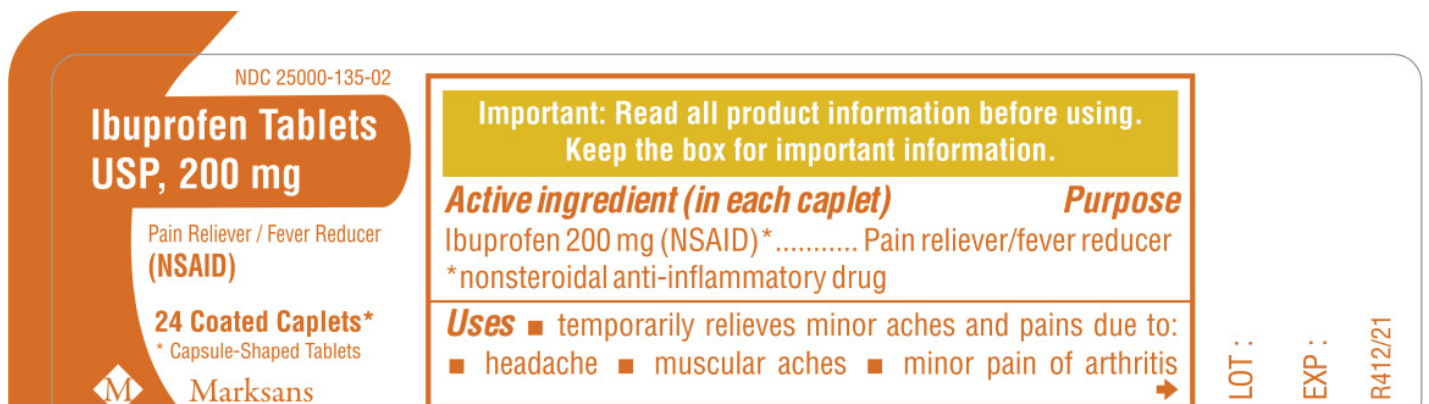 NDC 25000-135-02
Ibuprofen Tablets
USP, 200 mg
Pain Reliever / Fever Reducer
(NSAID)
24 Coated Caplets*
* Capsule-Shaped Tablets
M Marksans
Important: Read all product information before using.
Keep the box for important information.
Active ingredient (in each caplet) Purpose
Ibuprofen 200 mg (NSAID)*........... Pain reliever/fever reducer
*nonsteroidal anti-inflammatory drug
Uses ■ temporarily relieves minor aches and pains due to:
■ headache ■ muscular aches ■ minor pain of arthritis
LOT :
EXP :
R412/21